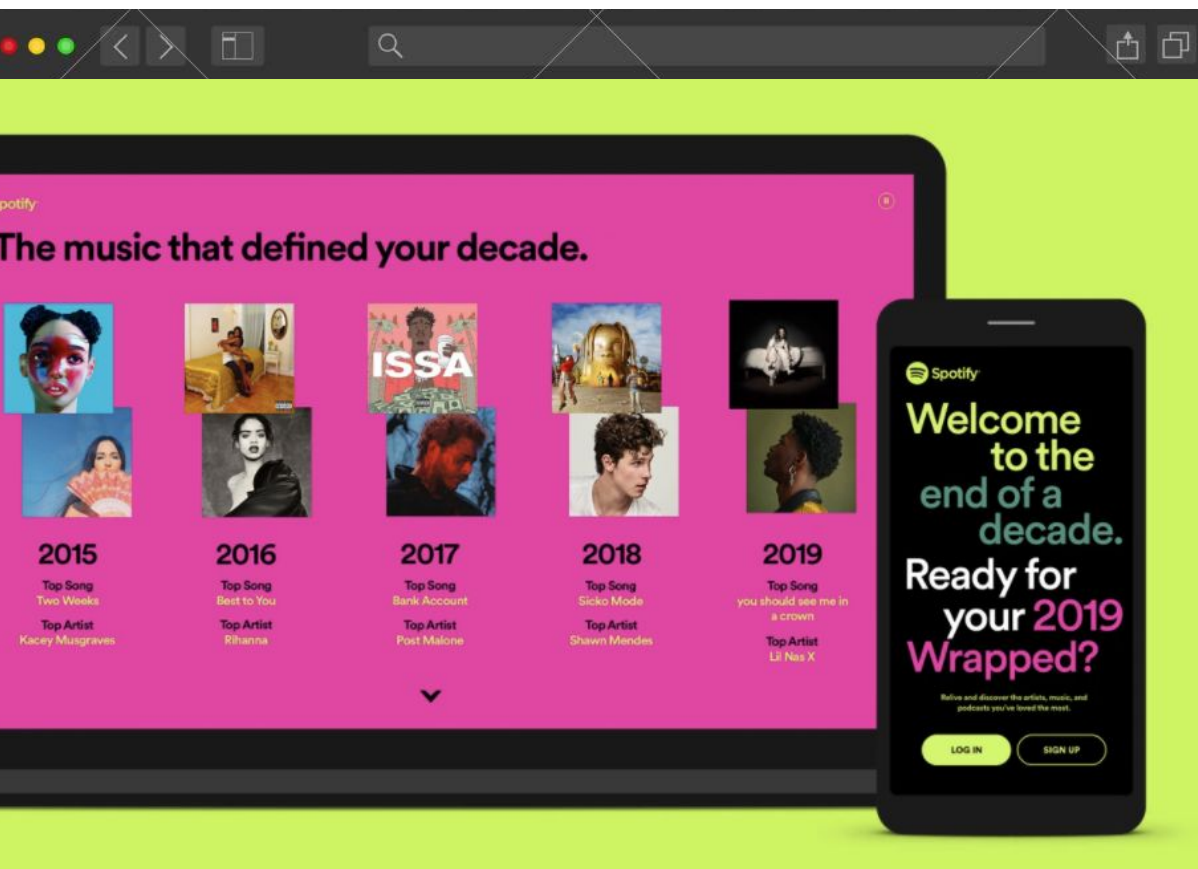 potify
The music that defined your decade.
ISSA
2015
Top Song
Two Weeks
Top Artist
Kacey Musgraves
2016
Top Song
Best to You
Top Artist
Rihanna
2017
Top Song
Bank Account
Top Artist
Post Malone
2018
Top Song
Sicko Mode
Top Artist
Shawn Mendes
2019
Top Song
you should see me in
a crown
Top Artist
Lil Nas X
Spotify
Welcome
to the
end of a
decade.
Ready for
your 2019
Wrapped?
Relive and discover the artists, music, and
podcasts you've loved the most.
LOG IN
SIGN UP